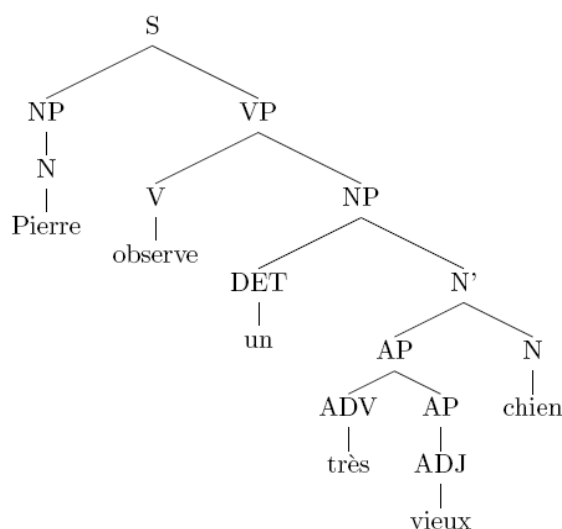 S
NP VP
N
V NP
Pierre
observe
DET N'
un
AP N
ADV AP chien
très ADJ
vieux